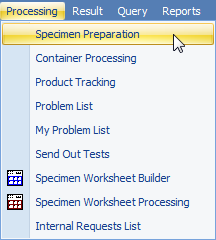 Processing Result Query Reports
Specimen Preparation
Container Processing
Product Tracking
Problem List
My Problem List
Send Out Tests
Specimen Worksheet Builder
Specimen Worksheet Processing
Internal Requests List